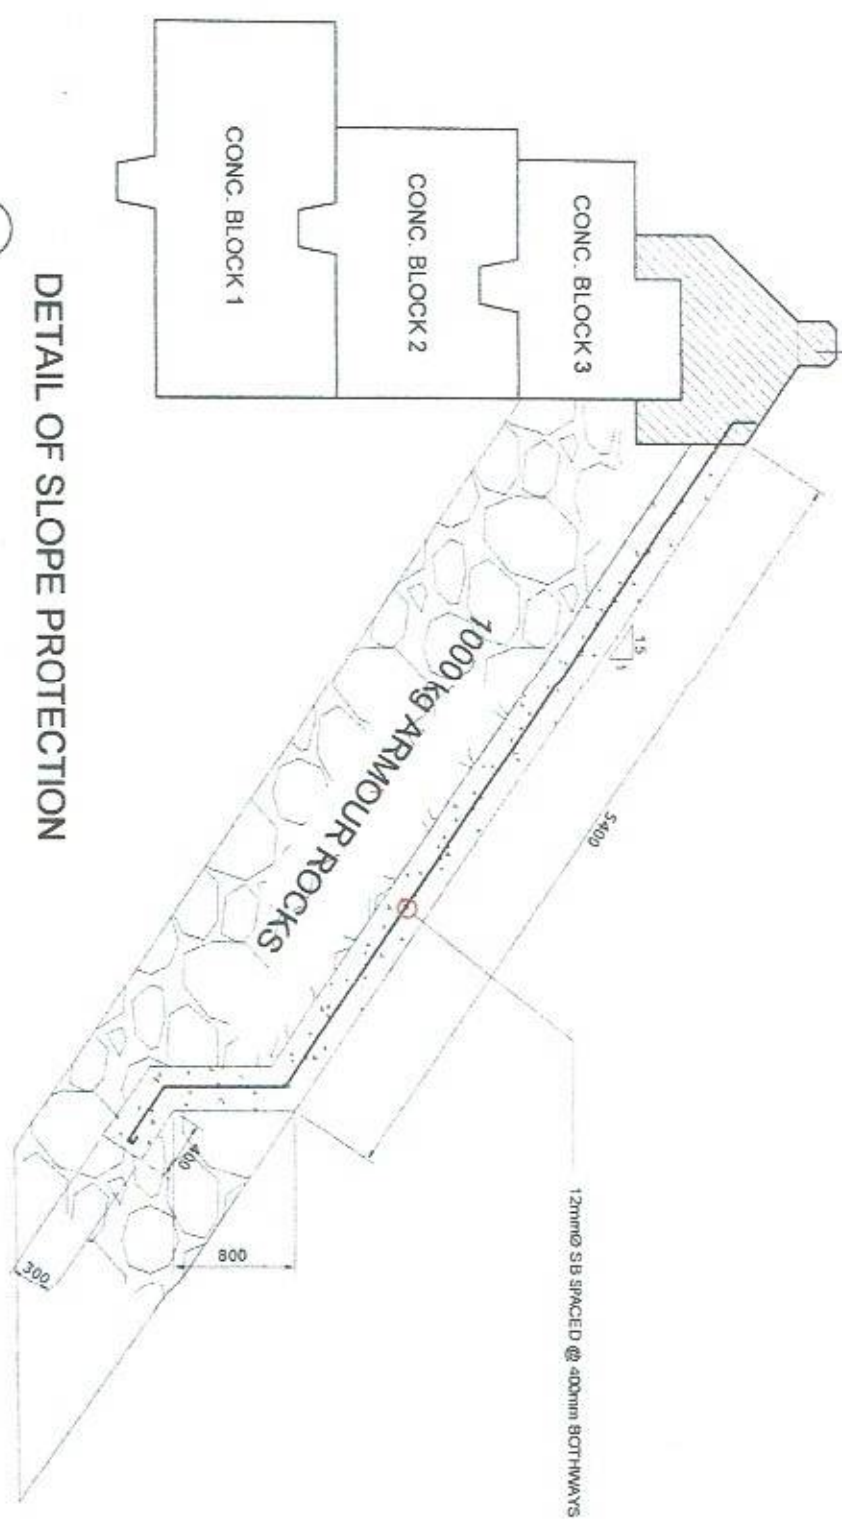 CONC. BLOCK 3
CONC. BLOCK 2
CONC. BLOCK 1
1.5
1
5400
1000 kg ARMOUR ROCKS
12mmØ SB SPACED @ 400mm BOTHWAYS
400
800
300
DETAIL OF SLOPE PROTECTION